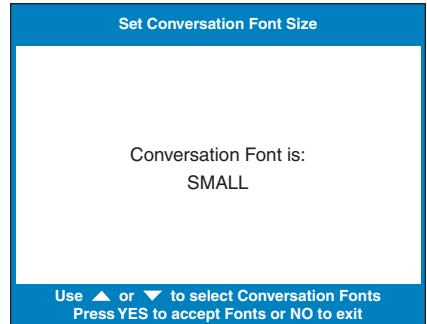 Set Conversation Font Size
Conversation Font is:
SMALL
Use ▲ or ▼ to select Conversation Fonts
Press YES to accept Fonts or NO to exit